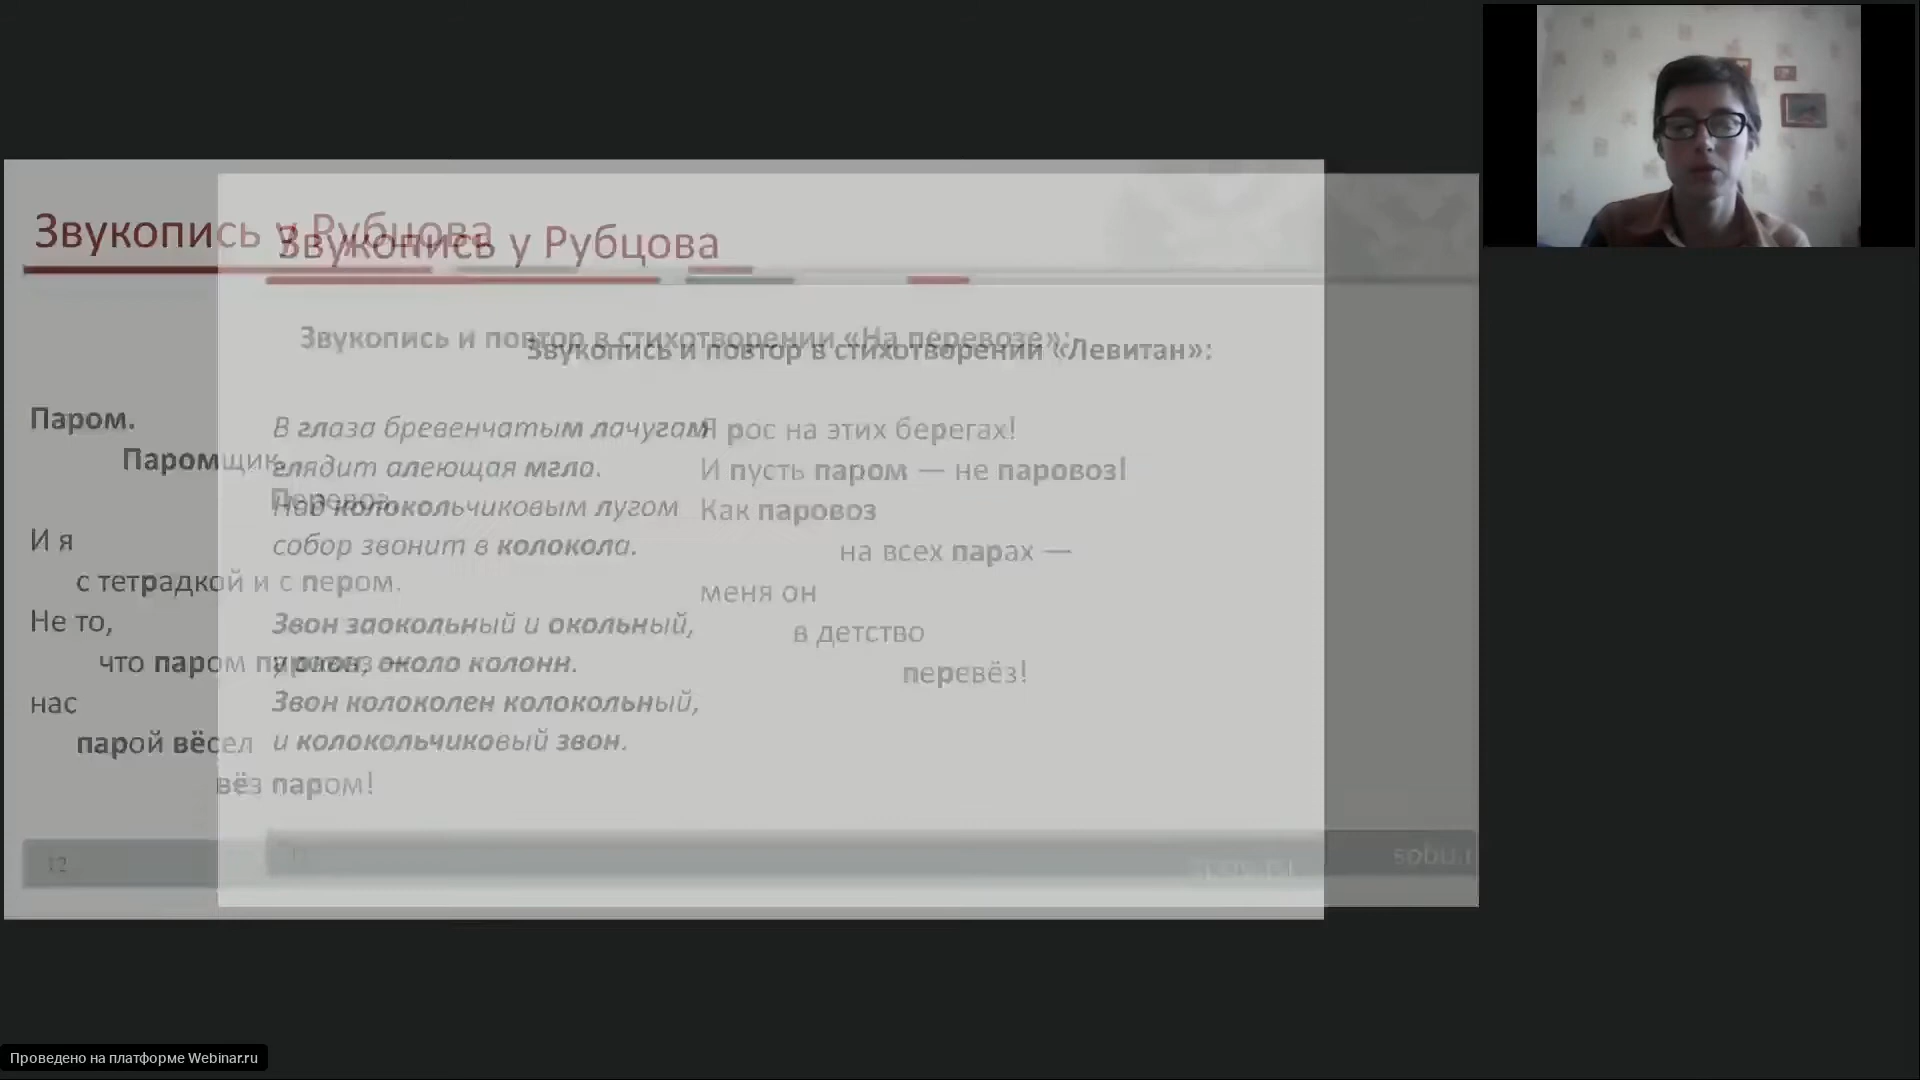 Звукопись у Рубцова
Звукопись и повтор в стихотворении «На перевозе»:
Паром.
Паромщик.
Перевоз.
И я
с тетрадкой и с пером.
Не то,
что паром паровоз —
нас
парой вёсел
вёз паром!
Я рос на этих берегах!
И пусть паром — не паровоз!
Как паровоз
на всех парах —
меня он
в детство
перевёз!
12
Звукопись у Рубцова
Звукопись и повтор в стихотворении «Левитан»:
В глаза бревенчатым лачугам
глядит алеющая мгла.
Над колокольчиковым лугом
собор звонит в колокола.
Звон заокольный и окольный,
у окон, около колонн.
Звон колоколен колокольный,
и колокольчиковый звон.
Проведено на платформе Webinar.ru